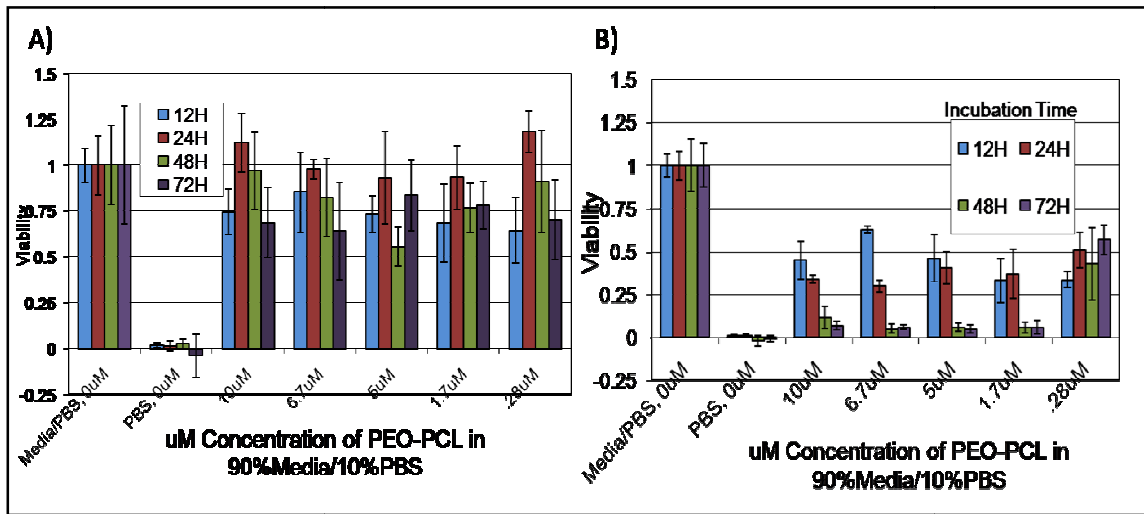 A)
1.5
1.25
1
0.75
0.5
0.25
0
-0.25
Viability
12H
24H
48H
72H
Media/PBS, 0uM
PBS, 0uM
10uM
6.7uM
5uM
1.7uM
.28uM
uM Concentration of PEO-PCL in
90%Media/10%PBS
B)
1.5
1.25
1
0.75
0.5
0.25
0
-0.25
Viability
Incubation Time
12H
24H
48H
72H
Media/PBS, 0uM
PBS, 0uM
10uM
6.7uM
5uM
1.7uM
.28uM
uM Concentration of PEO-PCL in
90%Media/10%PBS